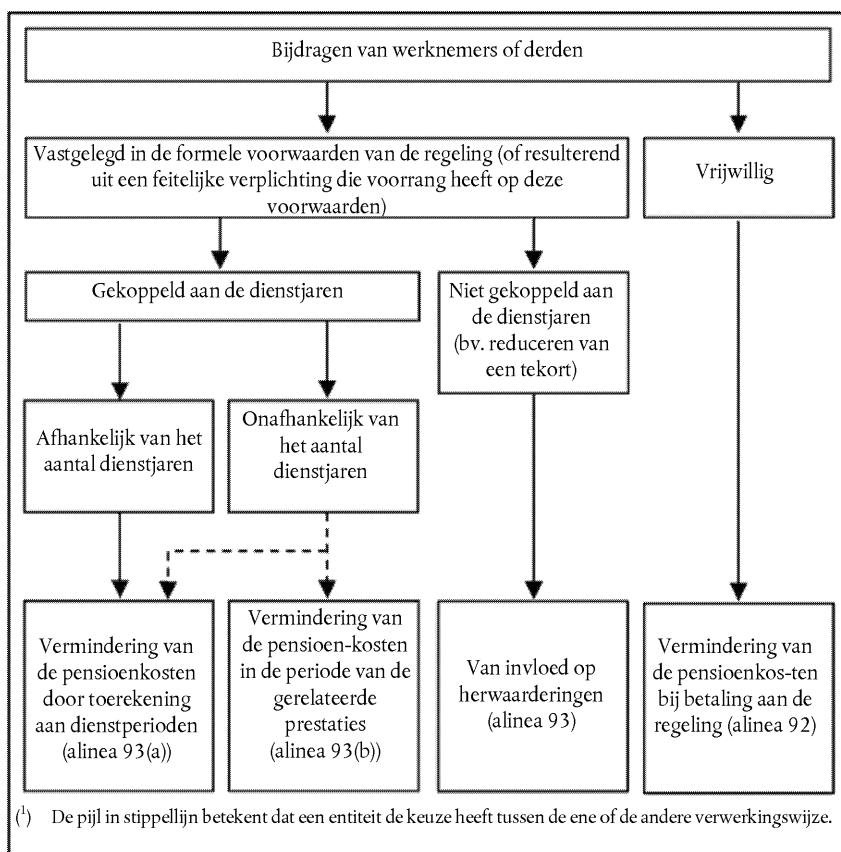 Bijdragen van werknemers of derden
Vastgelegd in de formele voorwaarden van de regeling (of resulterend
uit een feitelijke verplichting die voorrang heeft op deze
voorwaarden)
Vrijwillig
Gekoppeld aan de dienstjaren
Niet gekoppeld aan
de dienstjaren
(bv. reduceren van
een tekort)
Afhankelijk van het
aantal dienstjaren
Onafhankelijk van
het aantal
dienstjaren
Vermindering van
de pensioenkosten
door toerekening
aan dienstperioden
(alinea 93(a))
Vermindering van
de pensioen-kosten
in de periode van de
gerelateerde
prestaties
(alinea 93(b))
Van invloed op
herwaarderingen
(alinea 93)
Vermindering van
de pensioenkos-ten
bij betaling aan de
regeling (alinea 92)
(1) De pijl in stippellijn betekent dat een entiteit de keuze heeft tussen de ene of de andere verwerkingswijze.